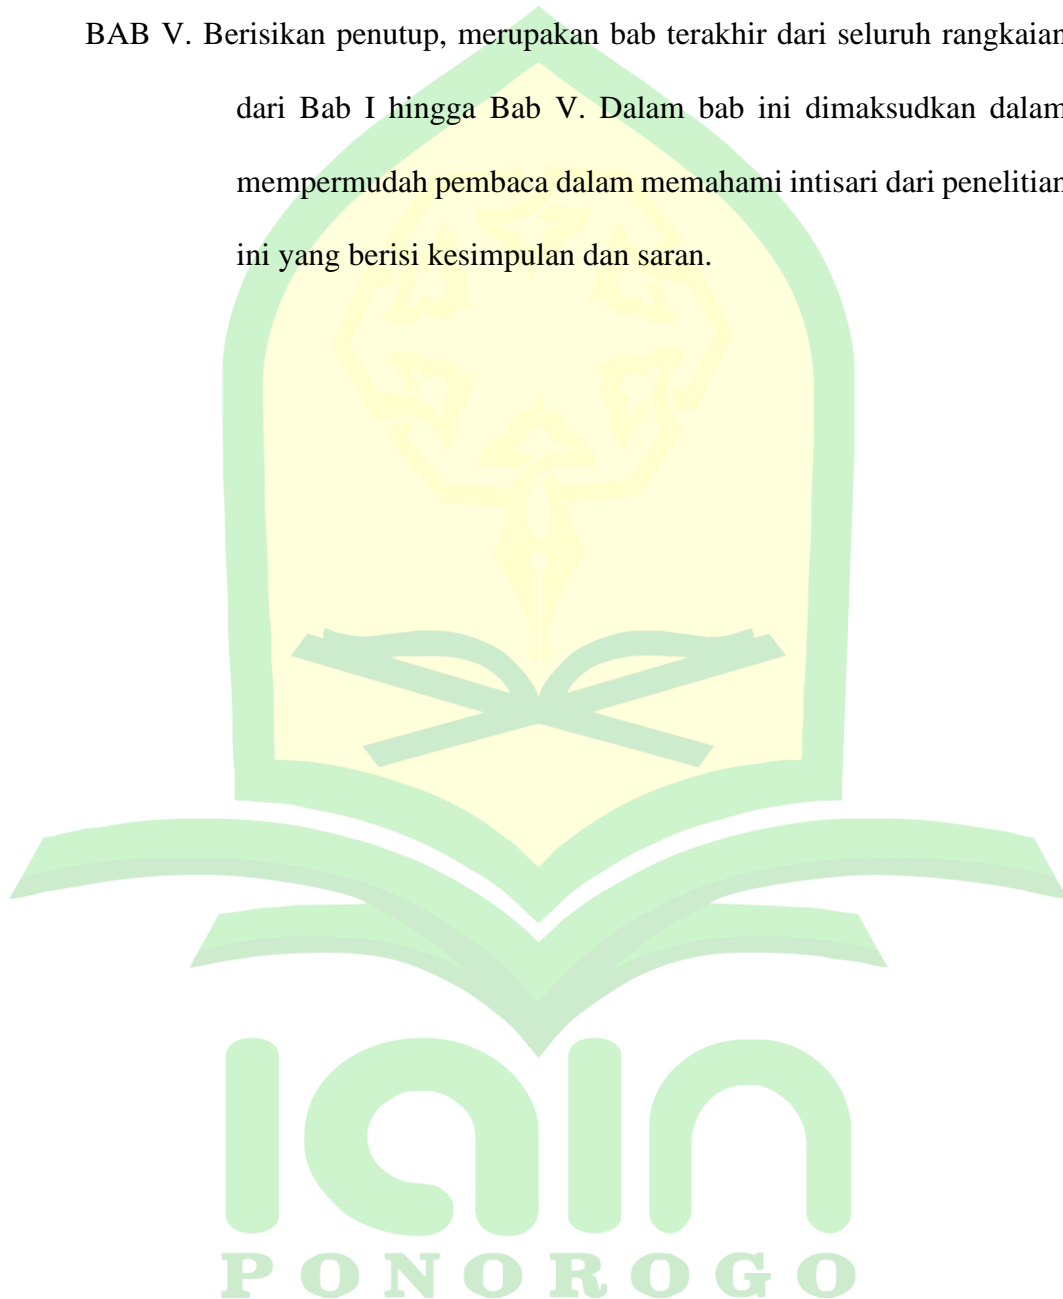 BAB V. Berisikan penutup, merupakan bab terakhir dari seluruh rangkaian
dari Bab I hingga Bab V. Dalam bab ini dimaksudkan dalam
mempermudah pembaca dalam memahami intisari dari penelitian
ini yang berisi kesimpulan dan saran.
iain
PONOROGO